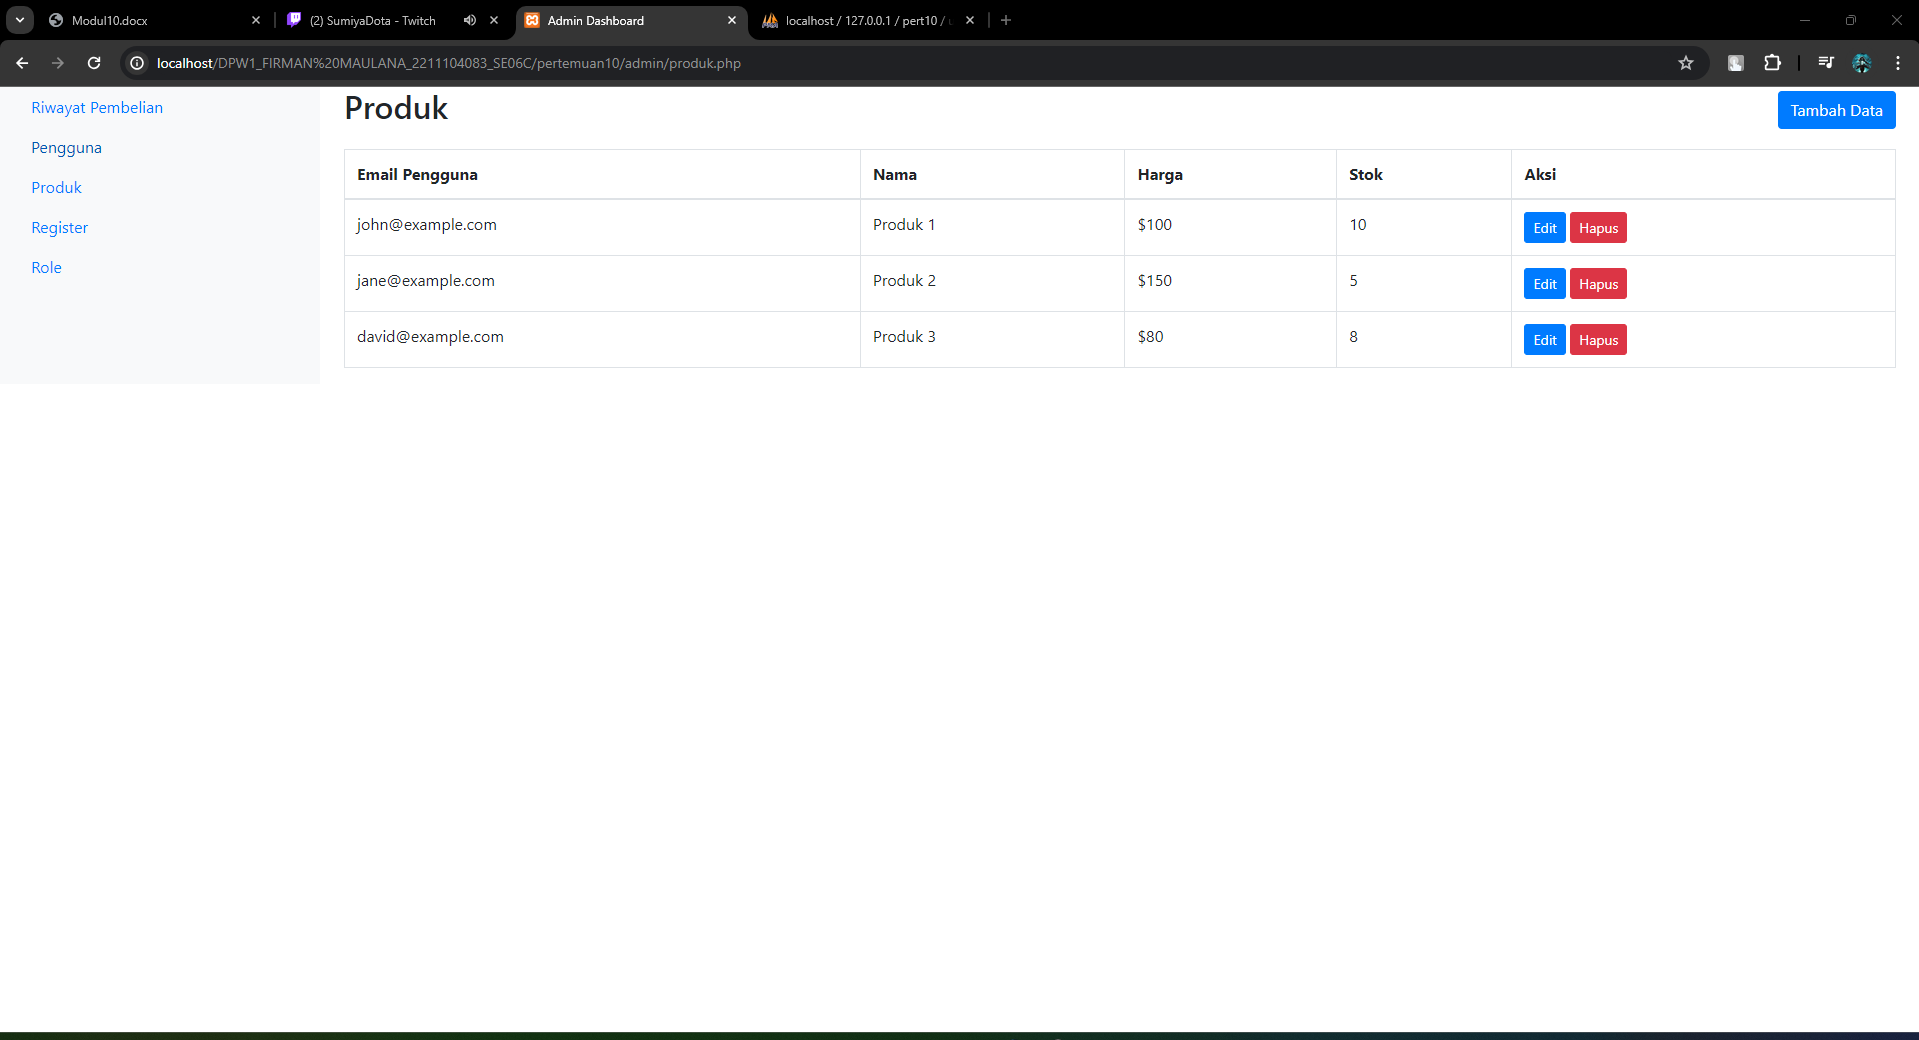 Modul10.docx
(2) SumiyaDota - Twitch
Admin Dashboard
localhost / 127.0.0.1 / pert10 /
localhost/DPW1_FIRMAN%20MAULANA_2211104083_SE06C/pertemuan10/admin/produk.php
Riwayat Pembelian
Pengguna
Produk
Register
Role
Produk
Tambah Data
Email Pengguna Nama Harga Stok Aksi
john@example.com Produk 1 $100 10 Edit Hapus
jane@example.com Produk 2 $150 5 Edit Hapus
david@example.com Produk 3 $80 8 Edit Hapus